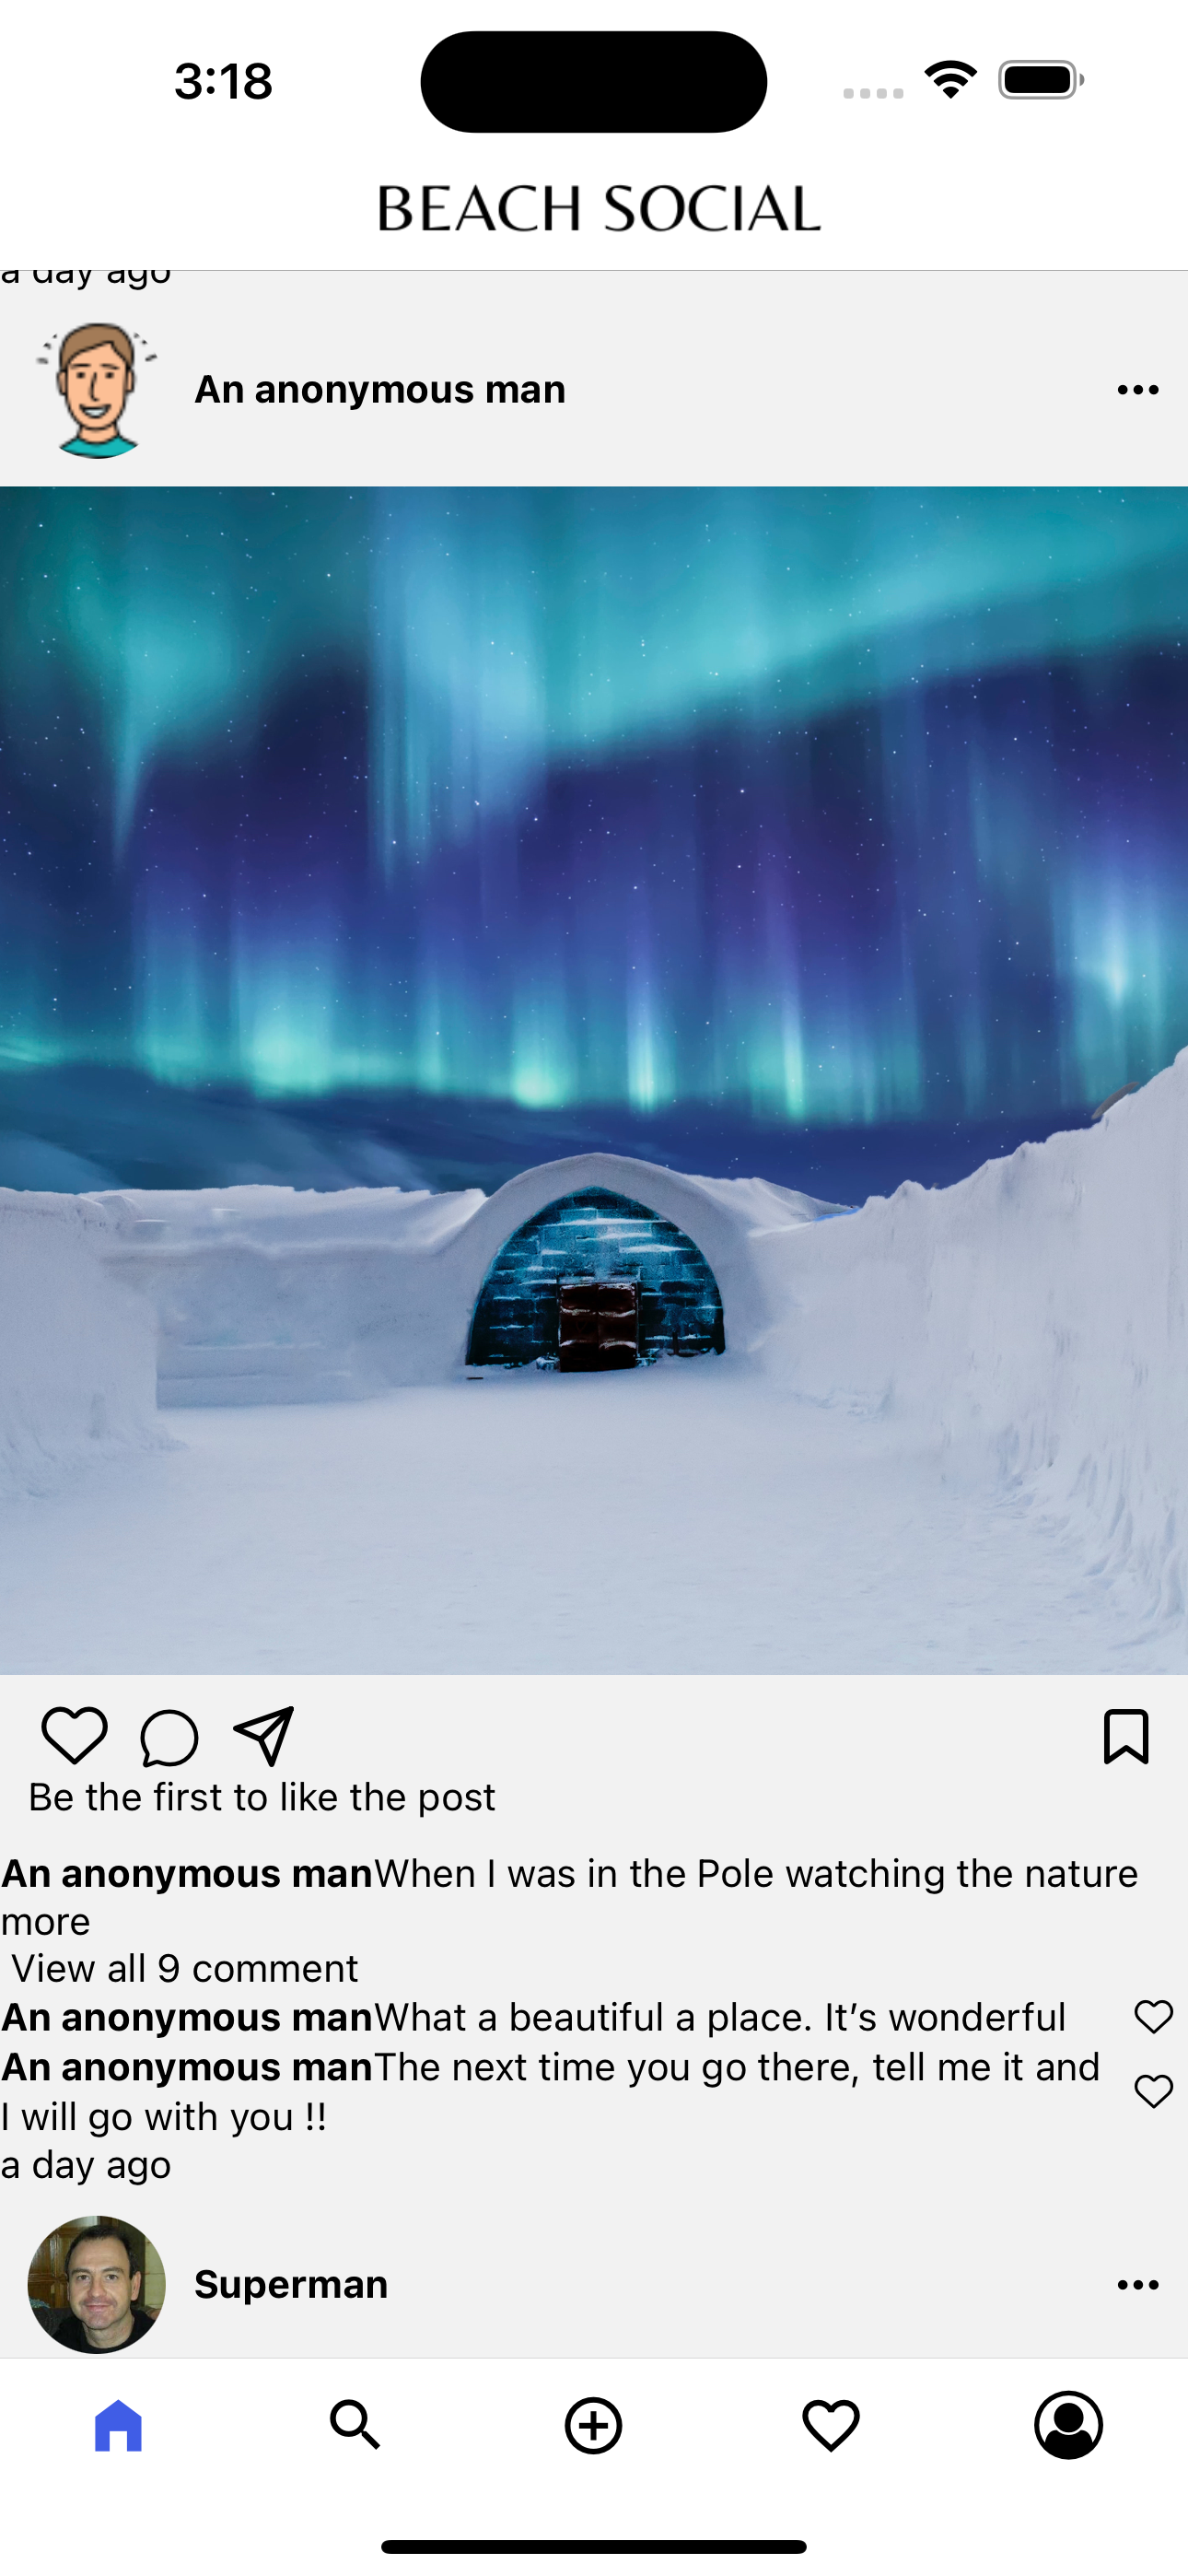 3:18
BEACH SOCIAL
a day ago
An anonymous man
Be the first to like the post
An anonymous manWhen I was in the Pole watching the nature
more
View all 9 comment
An anonymous manWhat a beautiful a place. It’s wonderful
An anonymous manThe next time you go there, tell me it and
I will go with you !!
a day ago
Superman